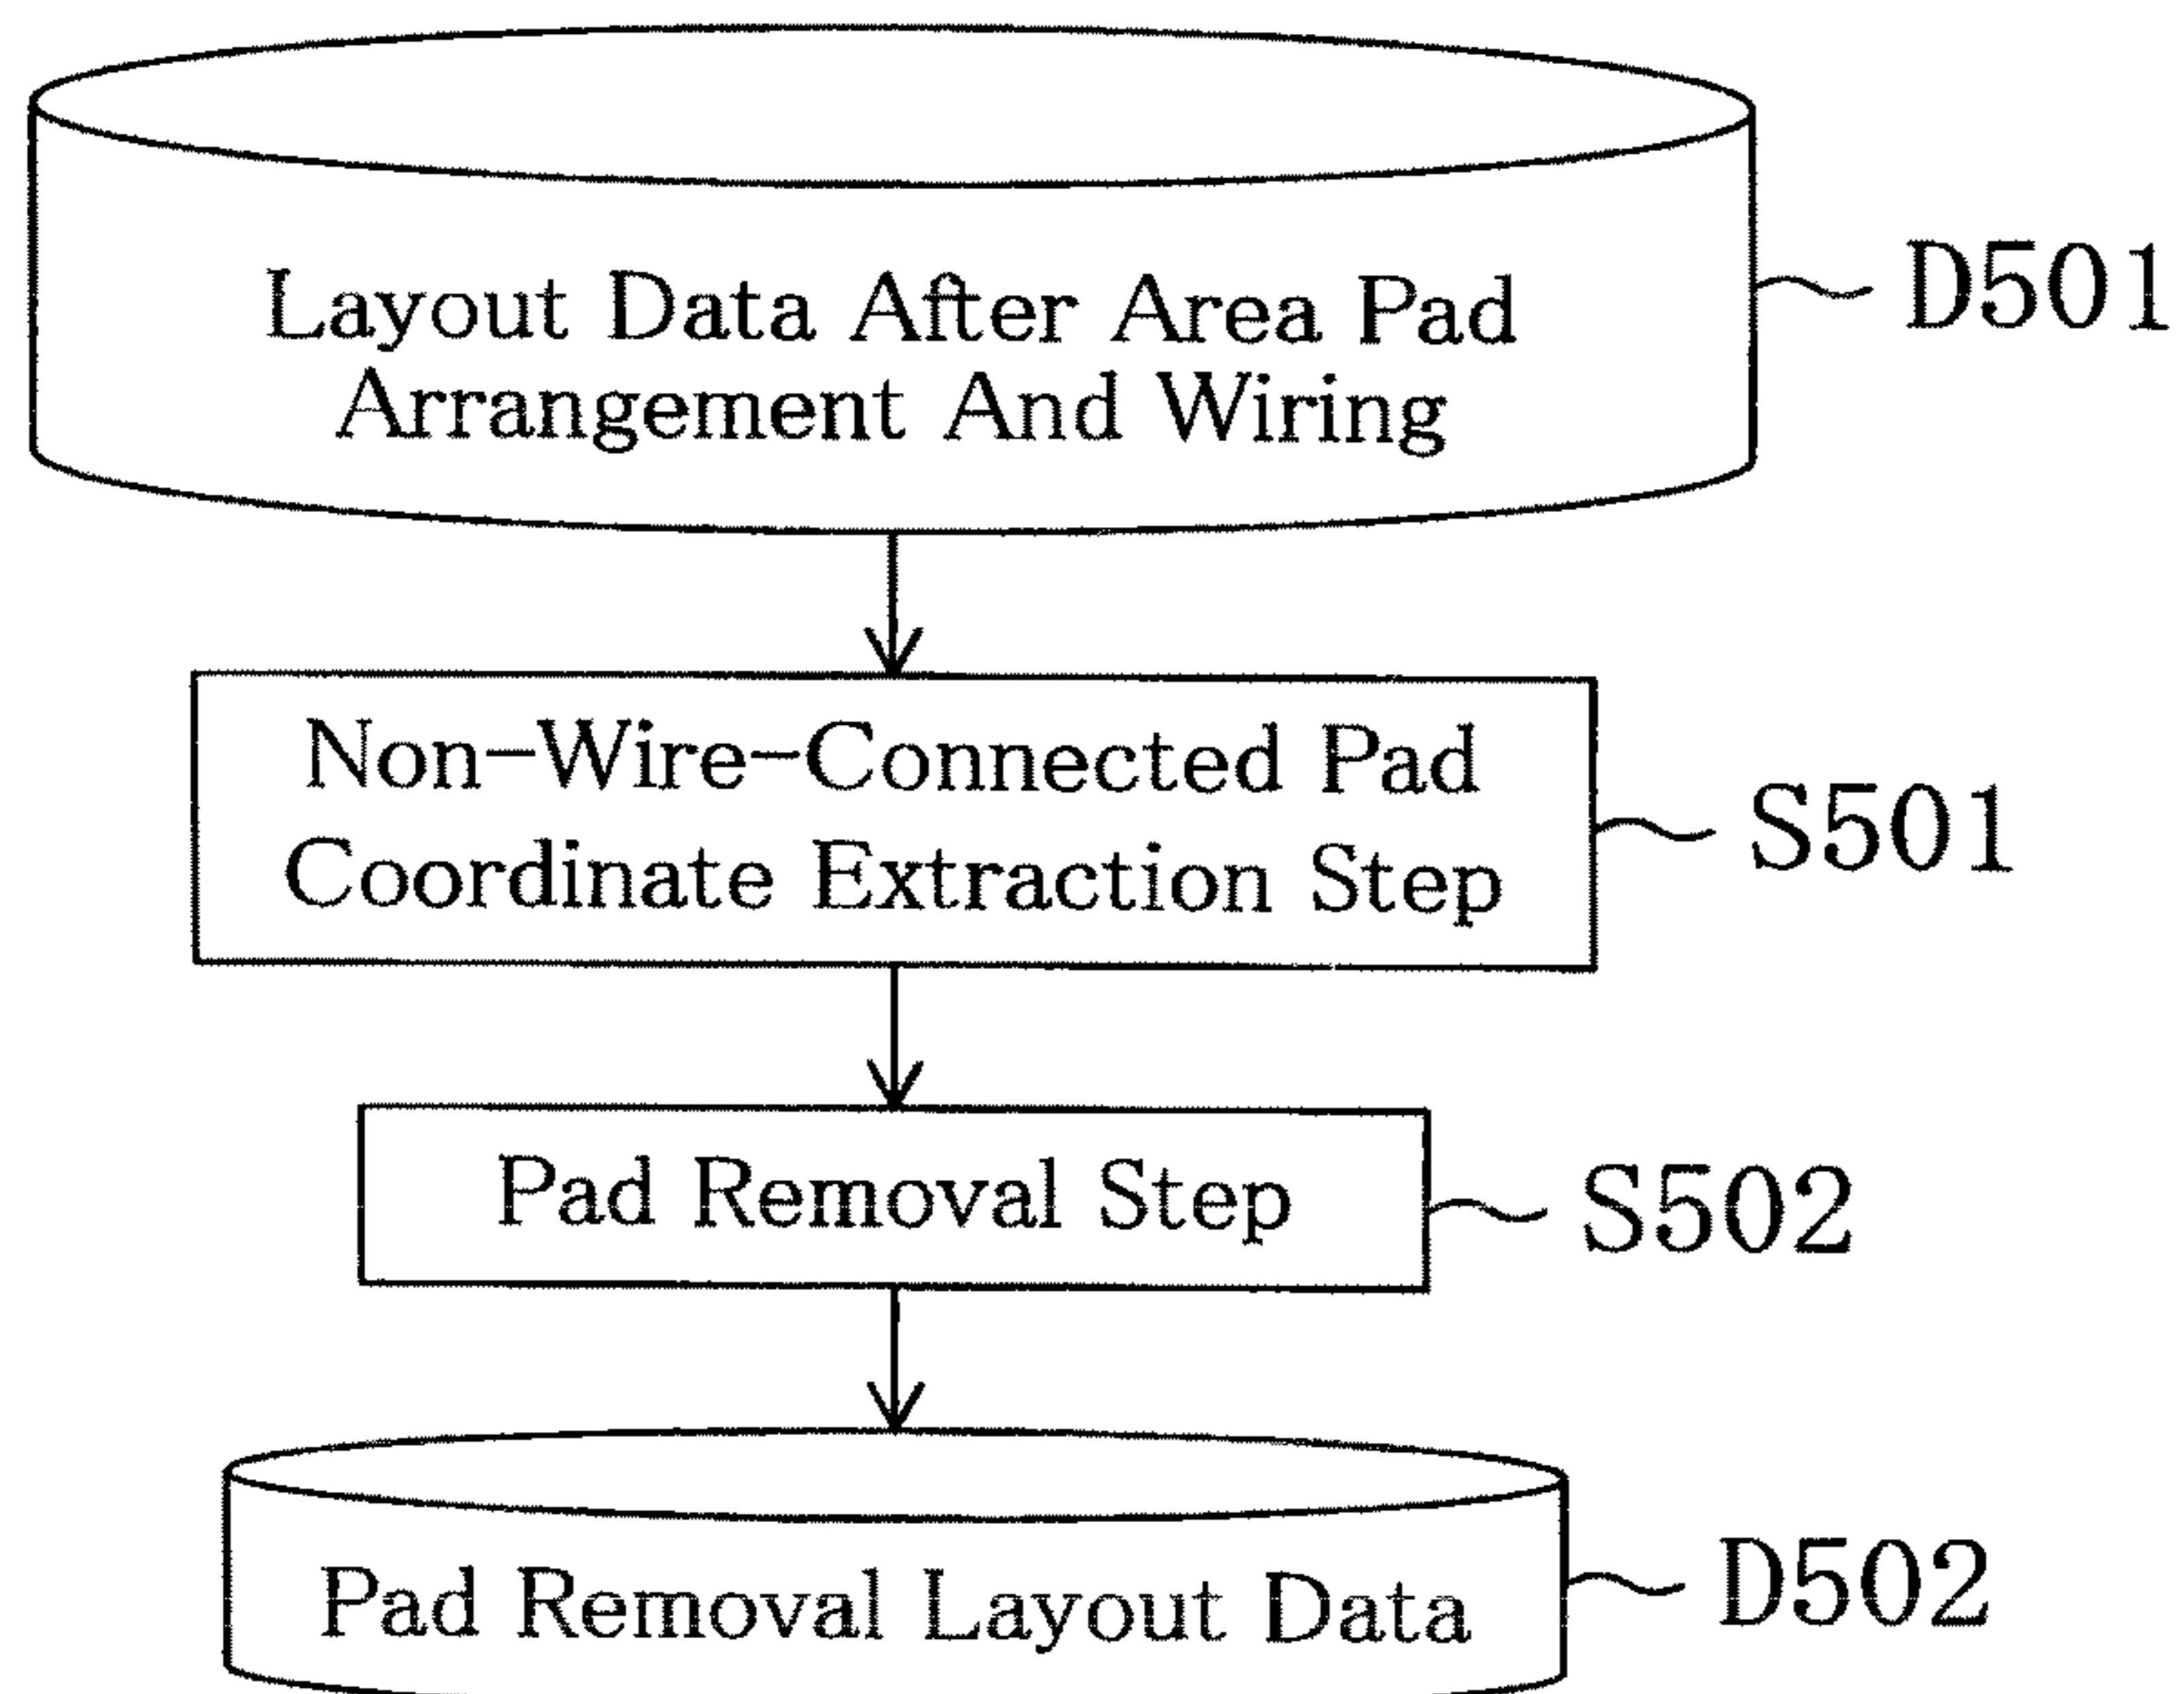 Layout Data After Area Pad
Arrangement And Wiring
D501
Non-Wire-Connected Pad
Coordinate Extraction Step
S501
Pad Removal Step
S502
Pad Removal Layout Data
D502